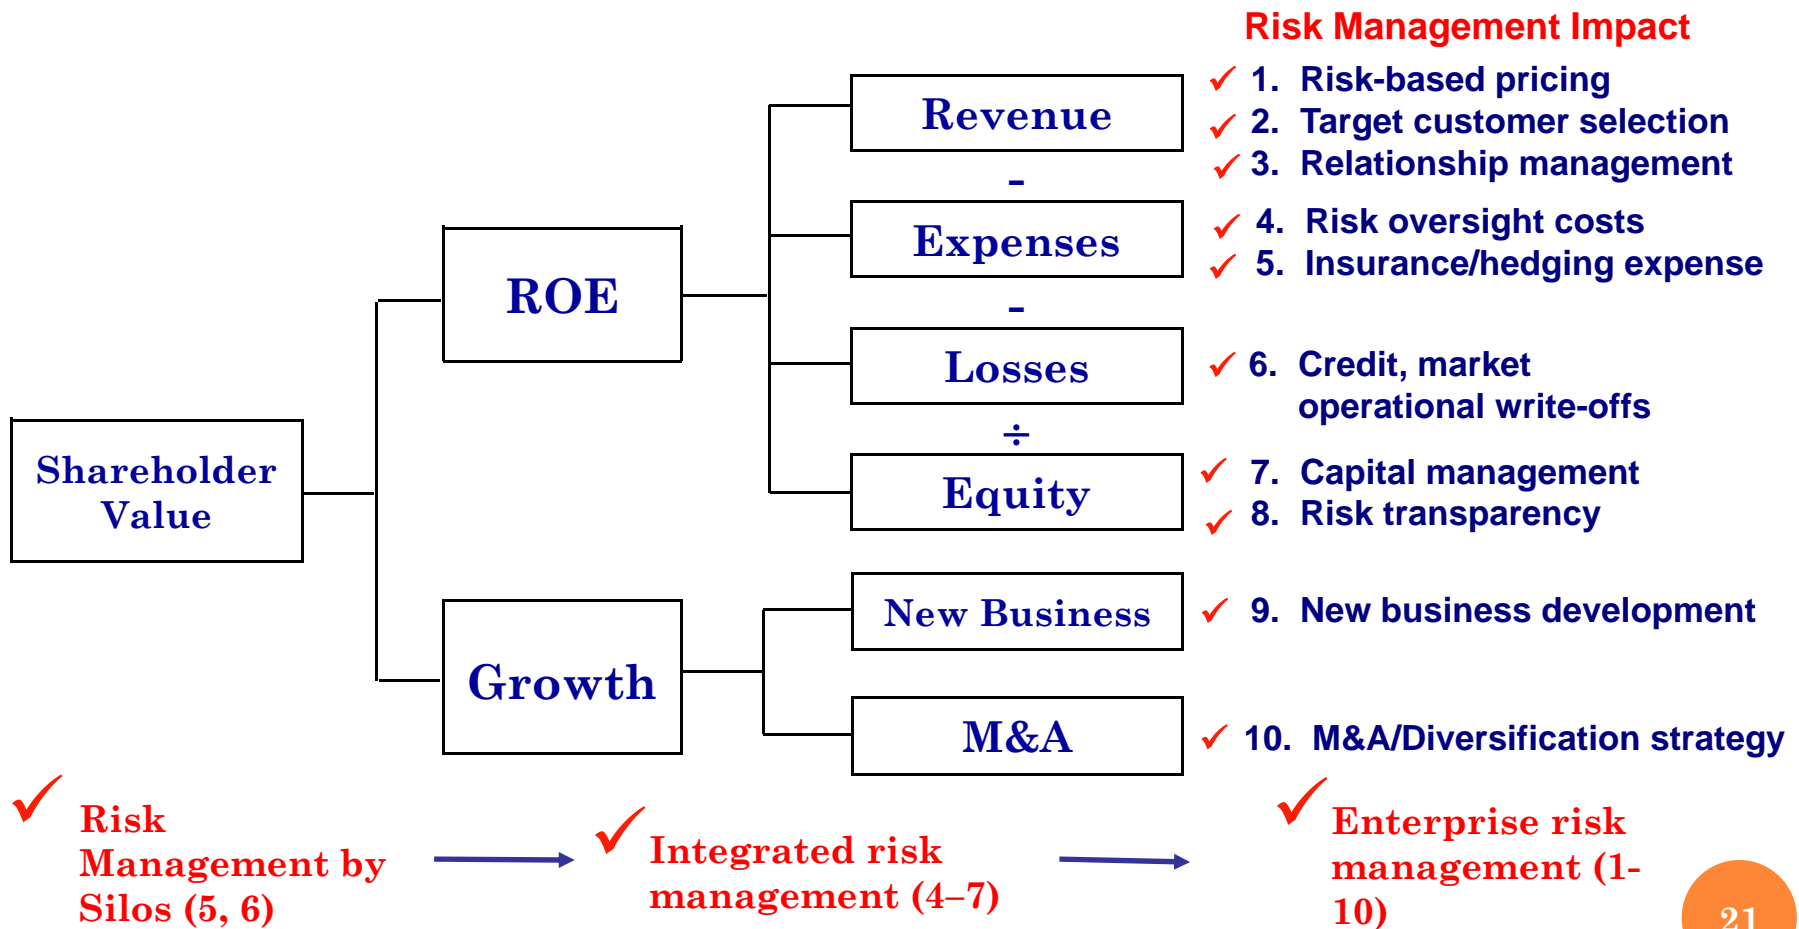 Risk Management Impact
Revenue
✓ 1. Risk-based pricing
✓ 2. Target customer selection
✓ 3. Relationship management
-
Expenses
✓ 4. Risk oversight costs
✓ 5. Insurance/hedging expense
ROE
-
Losses
✓ 6. Credit, market
operational write-offs
÷
Shareholder
Value
Equity
✓ 7. Capital management
✓ 8. Risk transparency
New Business
✓ 9. New business development
Growth
M&A
✓ 10. M&A/Diversification strategy
✓ Risk
Management by
Silos (5, 6)
✓ Integrated risk
management (4–7)
✓ Enterprise risk
management (1-
10)
21